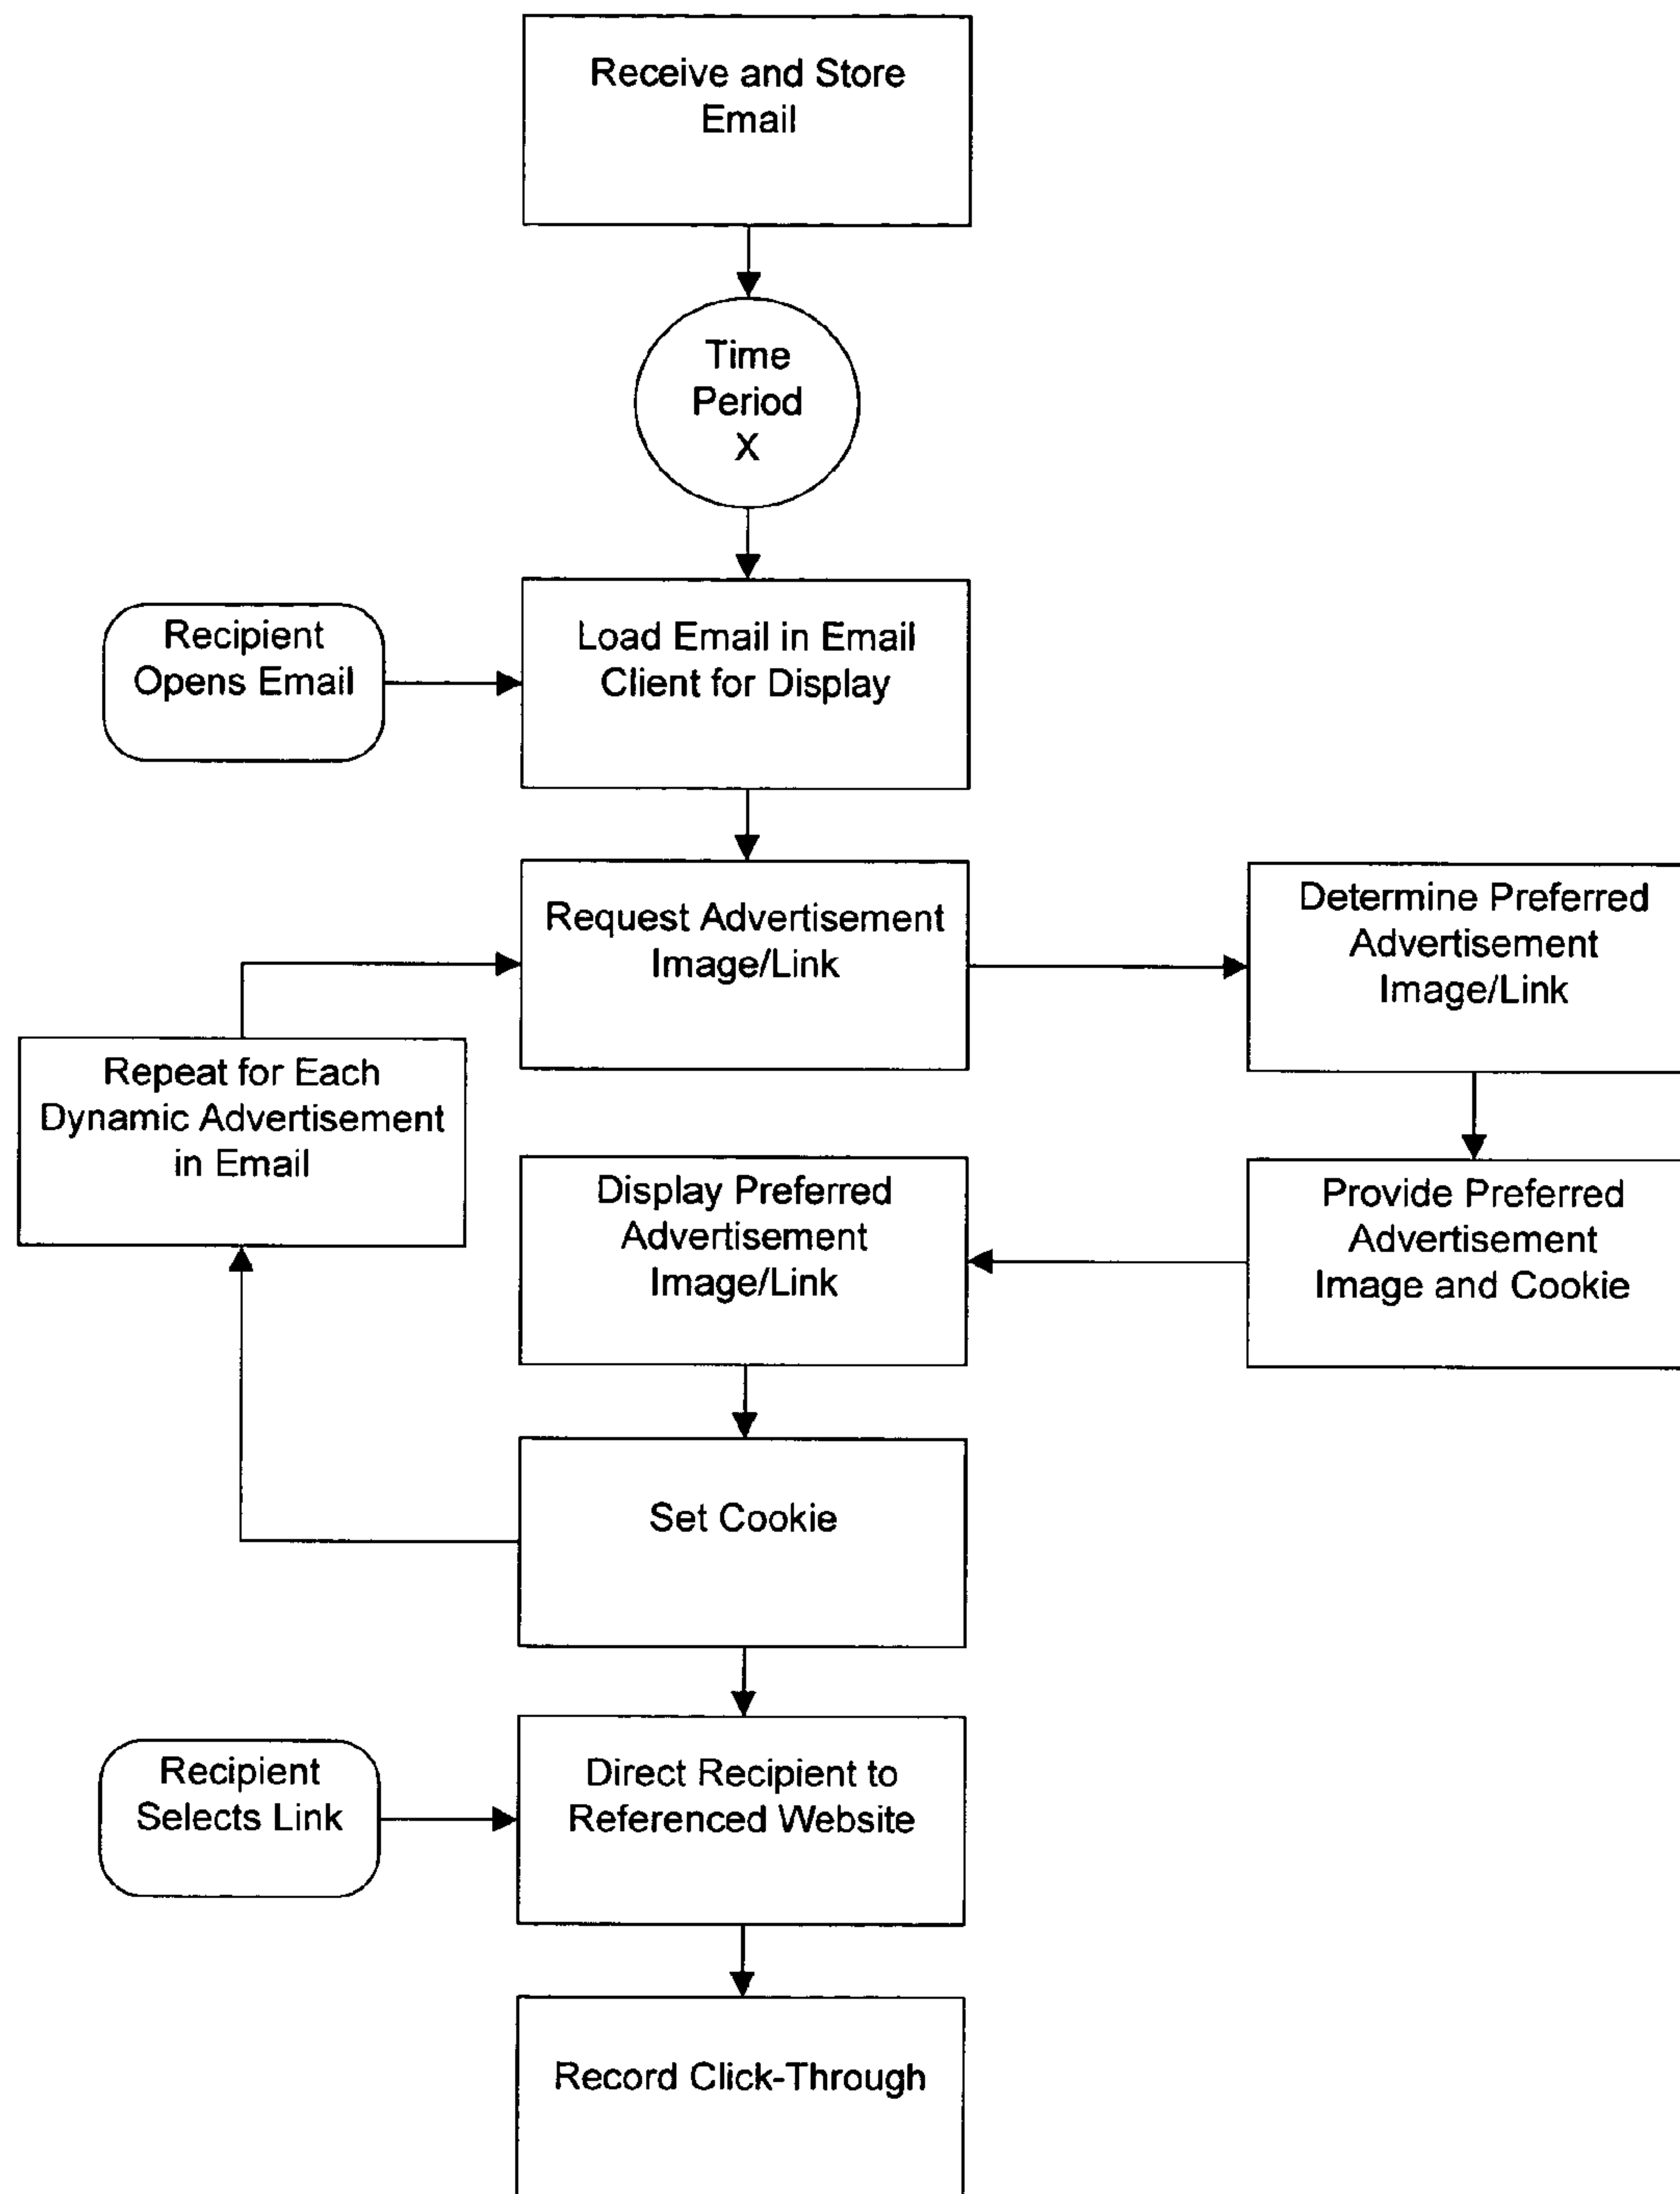 Receive and Store
Email
Time
Period
X
Recipient
Opens Email
Load Email in Email
Client for Display
Request Advertisement
Image/Link
Determine Preferred
Advertisement
Image/Link
Repeat for Each
Dynamic Advertisement
in Email
Display Preferred
Advertisement
Image/Link
Provide Preferred
Advertisement
Image and Cookie
Set Cookie
Recipient
Selects Link
Direct Recipient to
Referenced Website
Record Click-Through